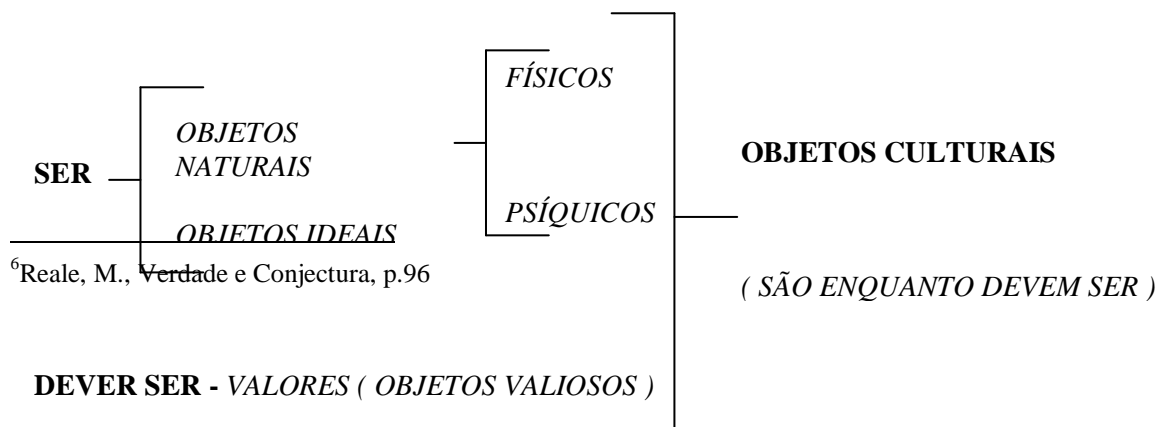 FÍSICOS
OBJETOS
NATURAIS
OBJETOS CULTURAIS
SER
PSÍQUICOS
OBJETOS IDEAIS
6Reale, M., Verdade e Conjectura, p.96
( SÃO ENQUANTO DEVEM SER )
DEVER SER - VALORES ( OBJETOS VALIOSOS )